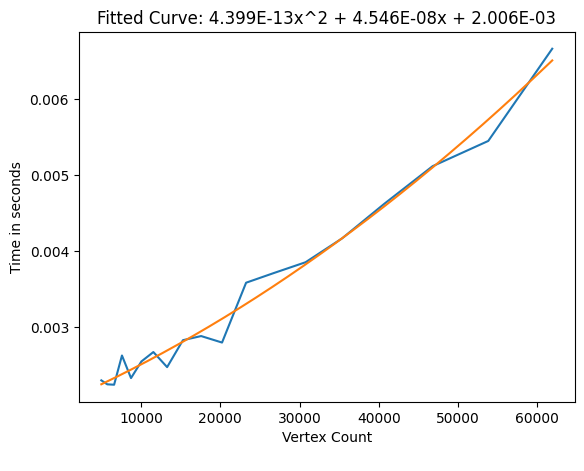 Fitted Curve: 4.399E-13x^2 + 4.546E-08x + 2.006E-03
0.006
0.005
0.004
0.003
Time in seconds
10000 20000 30000 40000 50000 60000
Vertex Count